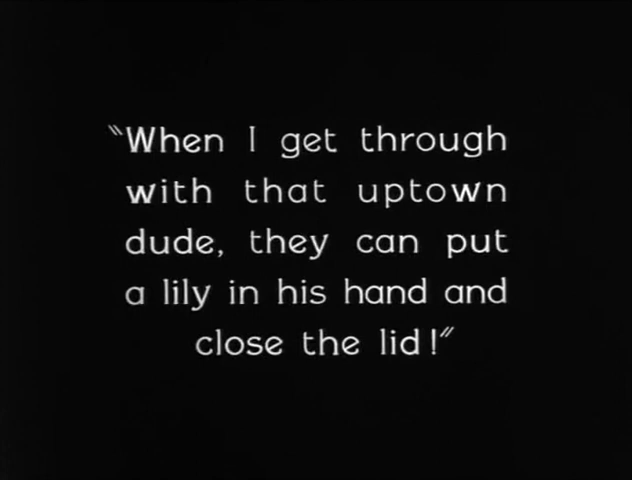 "When I get through
with that uptown
dude, they can put
a lily in his hand and
close the lid!"